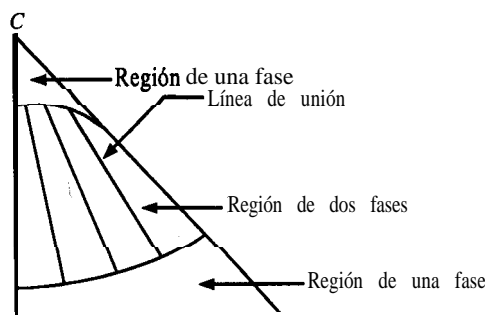 C
Región de una fase
Línea de unión
Región de dos fases
Región de una fase